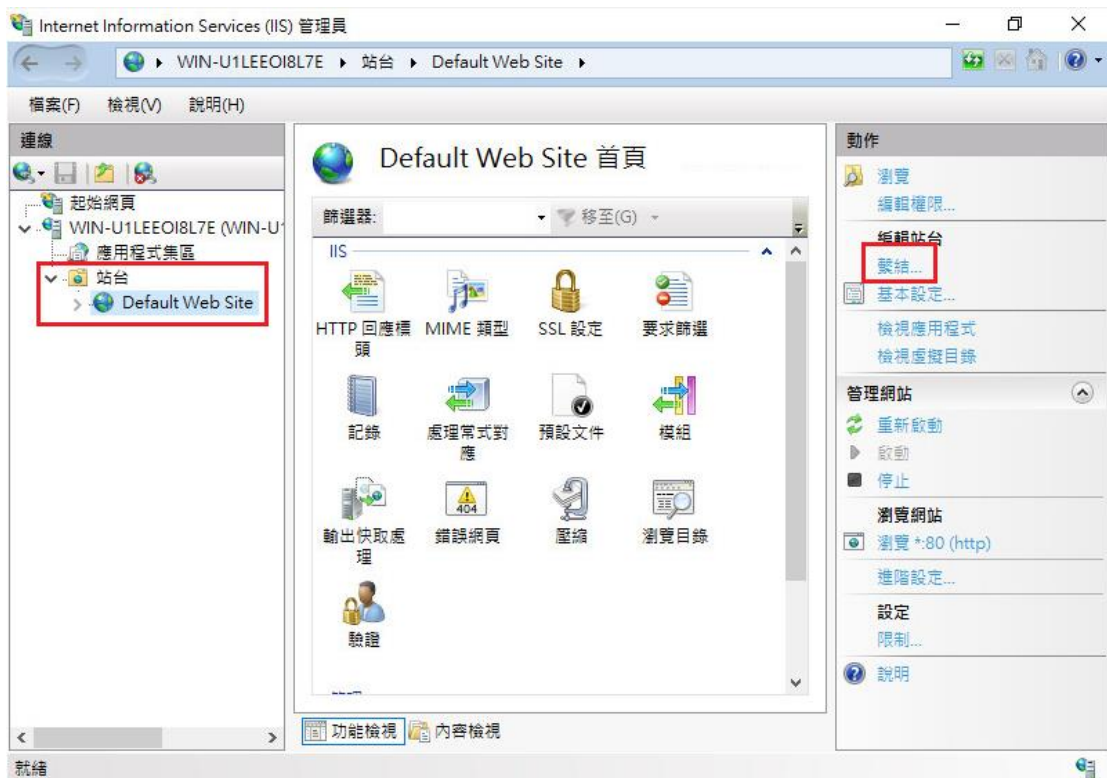 Internet Information Services (IIS) 管理員
WIN-U1LEEOI8L7E 站台 Default Web Site
檔案(F) 檢視(V) 說明(H)
連線
起始網頁
WIN-U1LEEOI8L7E (WIN-U1
應用程式集區
站台
Default Web Site
Default Web Site 首頁
篩選器: 移至(G)
IIS
HTTP 回應標
頭
MIME 類型
SSL 設定
要求篩選
記錄
處理常式對
應
預設文件
模組
輸出快取處
理
錯誤網頁
404
壓縮
瀏覽目錄
驗證
功能檢視
內容檢視
動作
瀏覽
編輯權限...
編輯站台
繫結...
基本設定...
檢視應用程式
檢視虛擬目錄
管理網站
重新啟動
啟動
停止
瀏覽網站
瀏覽 *:80 (http)
進階設定...
設定
限制...
說明
就緒